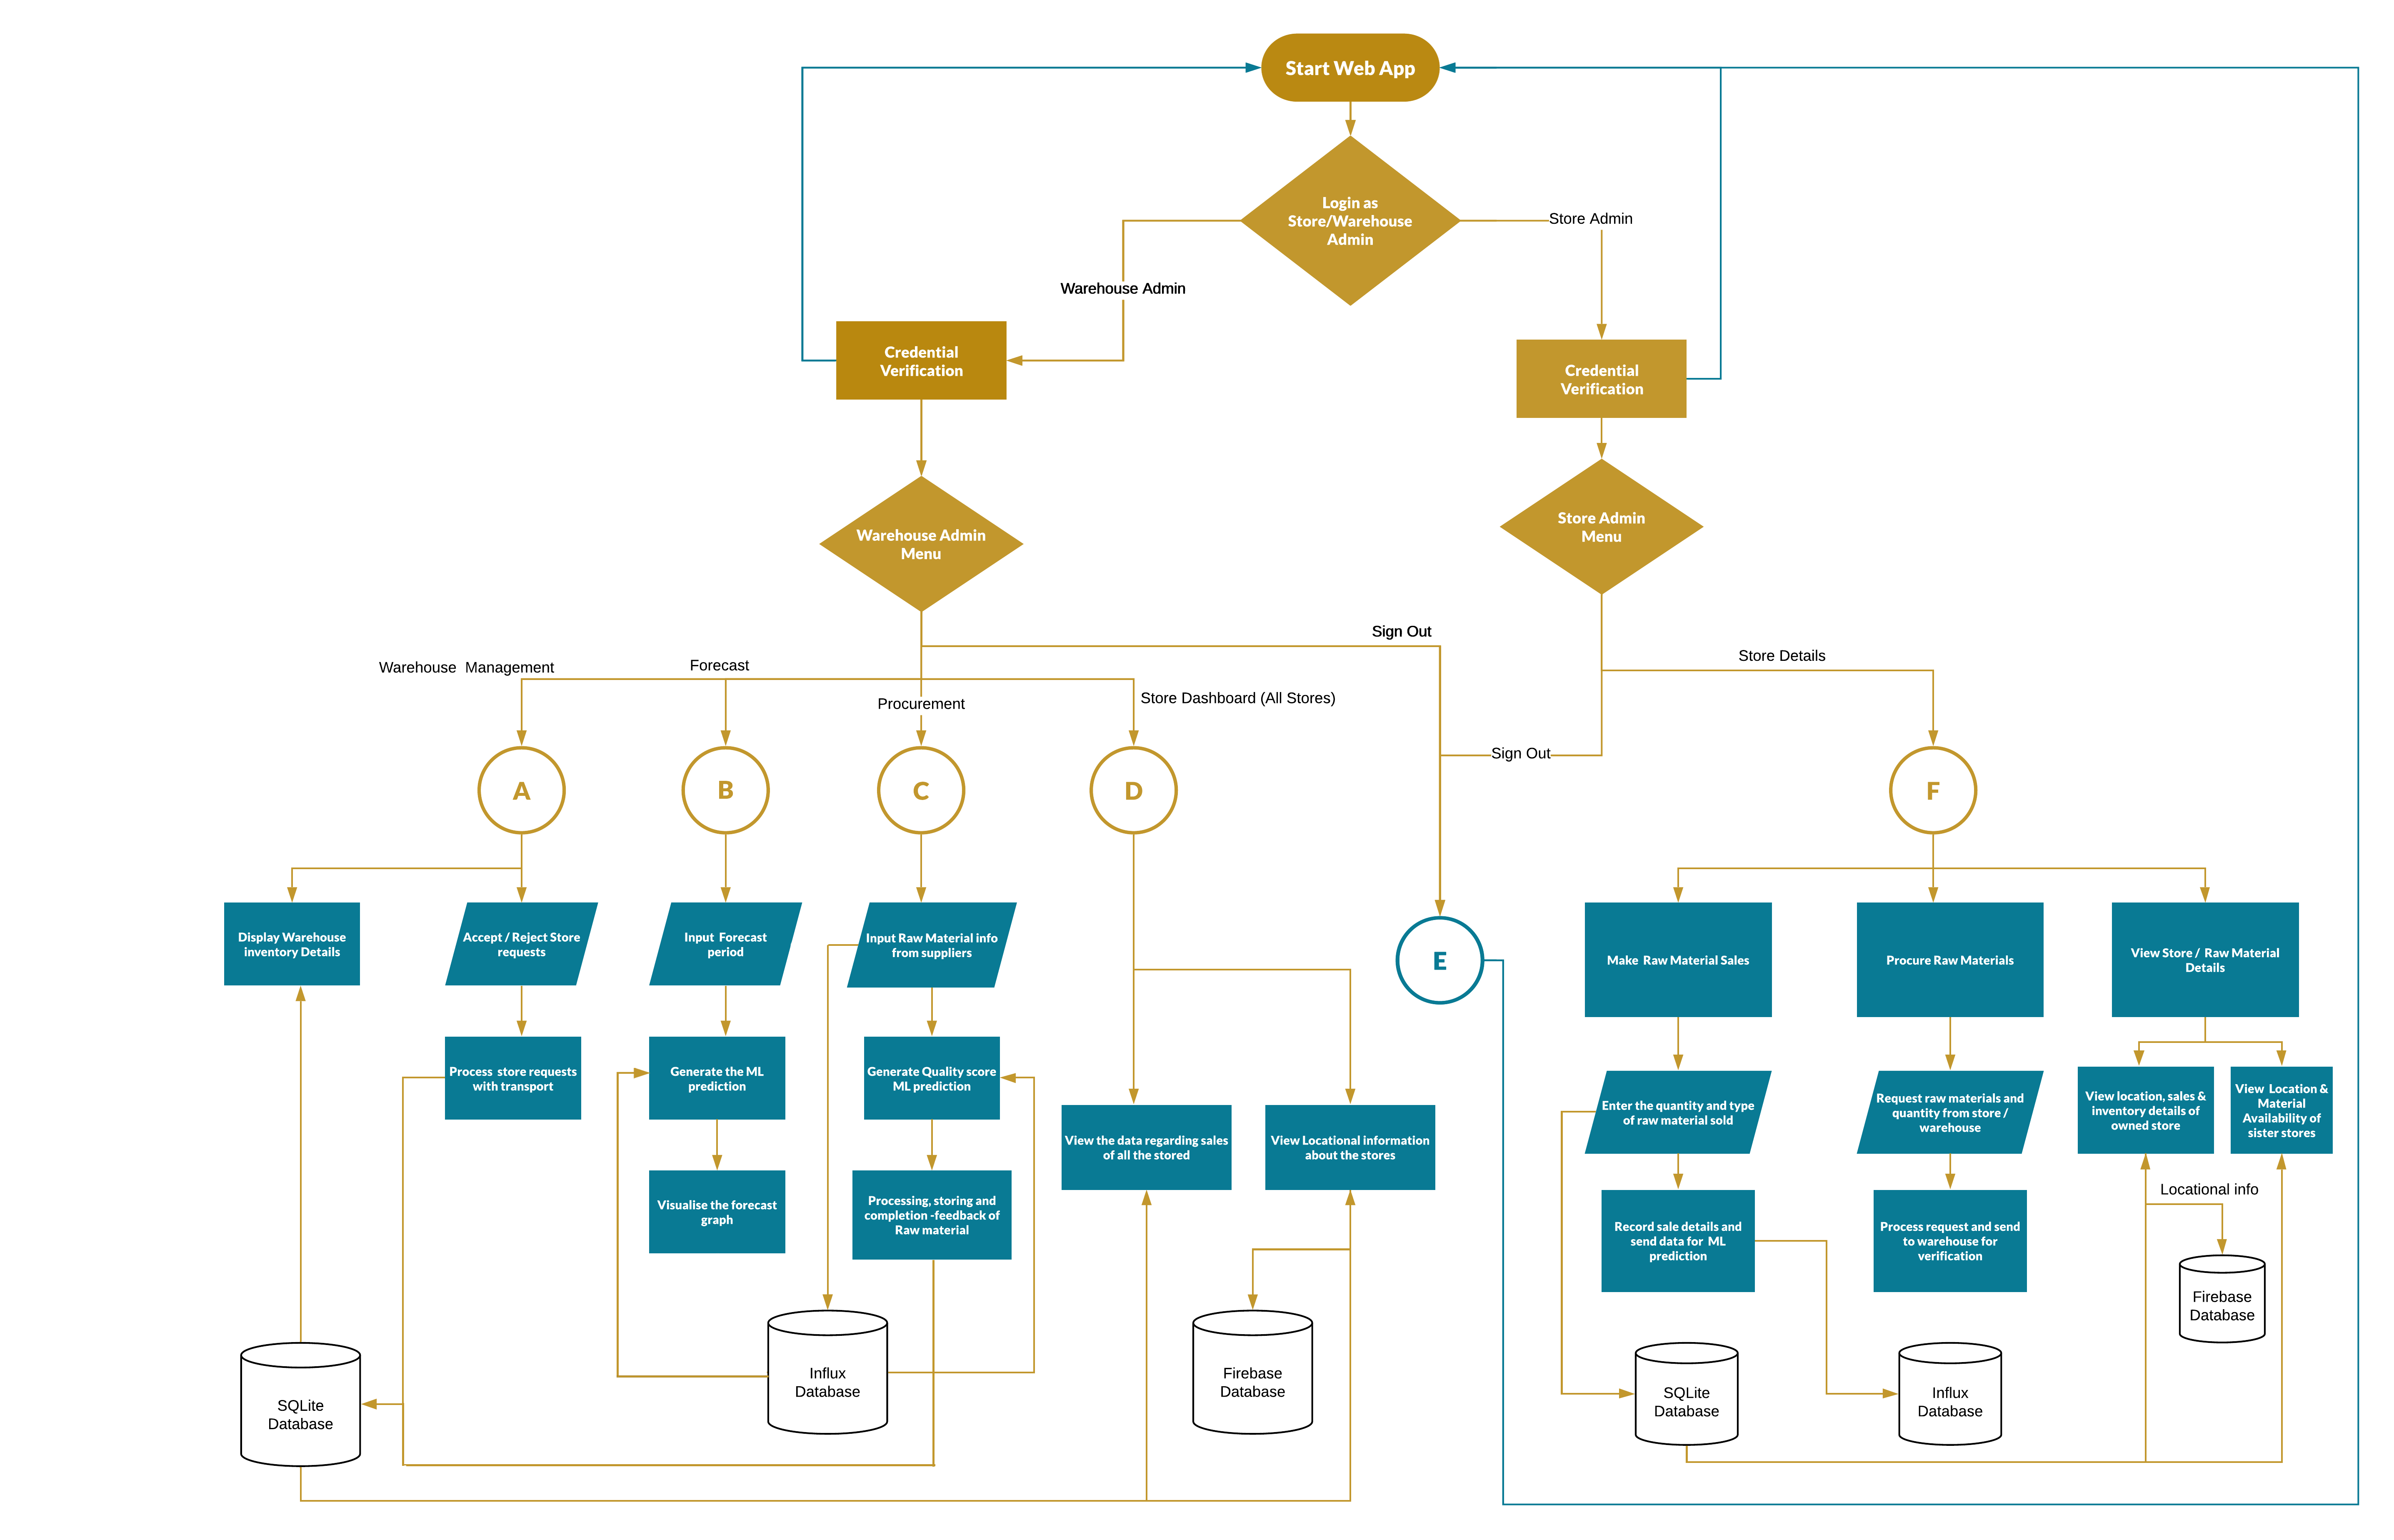 Start Web App
Login as
Store/Warehouse
Admin
Store Admin
Warehouse Admin
Credential
Verification
Credential
Verification
Warehouse Admin
Menu
Store Admin
Menu
Sign Out
Warehouse  Management
Forecast
Procurement
Store Dashboard (All Stores)
Store Details
Sign Out
A
B
C
D
E
F
Display Warehouse
inventory Details
Accept / Reject Store
requests
Input  Forecast
period
Input Raw Material info
from suppliers
Make  Raw Material Sales
Procure Raw Materials
View Store /  Raw Material
Details
Process  store requests
with transport
Generate the ML
prediction
Generate Quality score
ML prediction
View the data regarding sales
of all the stored
View Locational information
about the stores
Enter the quantity and type
of raw material sold
Request raw materials and
quantity from store /
warehouse
View location, sales &
inventory details of
owned store
View  Location &
Material
Availability of
sister stores
Visualise the forecast
graph
Processing, storing and
completion -feedback of
Raw material
Record sale details and
send data for  ML
prediction
Process request and send
to warehouse for
verification
Locational info
Firebase
Database
SQLite
Database
Influx
Database
Firebase
Database
SQLite
Database
Influx
Database